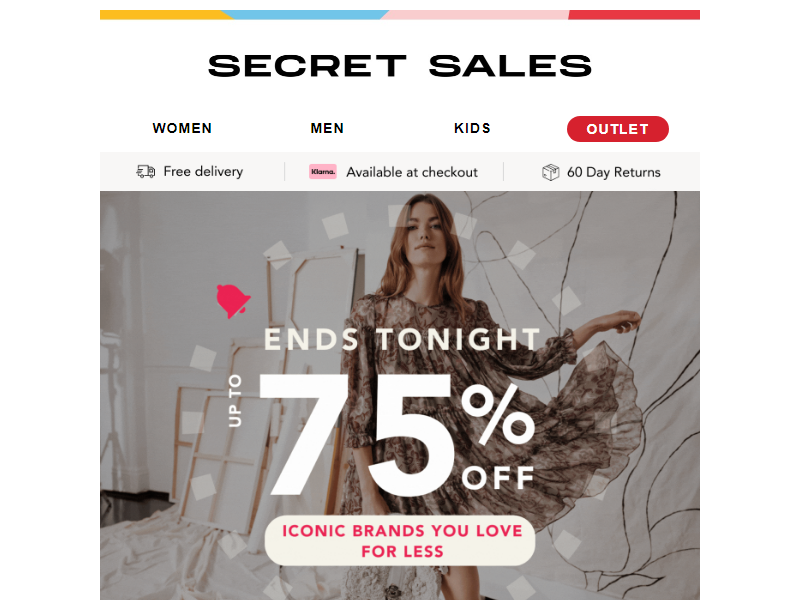 SECRET SALES
WOMEN MEN KIDS OUTLET
Free delivery Klarna. Available at checkout 60 Day Returns
ENDS TONIGHT
UP TO
75%
OFF
ICONIC BRANDS YOU LOVE
FOR LESS